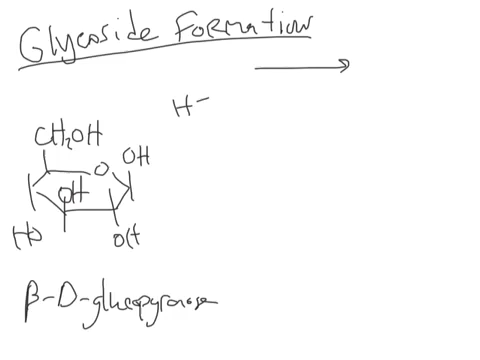 Glycoside Formation
H-
CH₂OH
O
OH
OH
HO
OH
β-D-glucopyranose